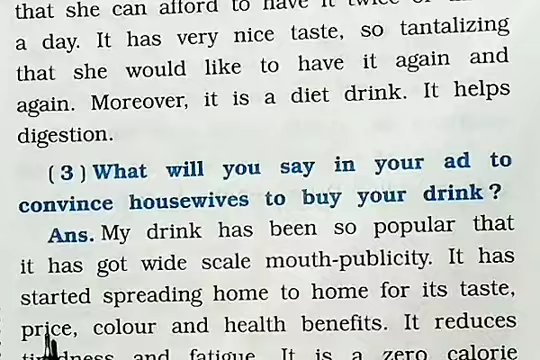 that she can afford to have it twice or
a day. It has very nice taste, so tantalizing
that she would like to have it again and
again. Moreover, it is a diet drink. It helps
digestion.
(3) What will you say in your ad to
convince housewives to buy your drink?
Ans. My drink has been so popular that
it has got wide scale mouth-publicity. It has
started spreading home to home for its taste,
price, colour and health benefits. It reduces
and fatigue. It is a zero calorie